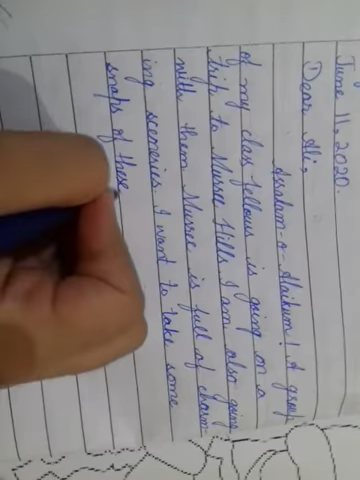 June 11, 2020.
Dear Ali,
Assalam-o-Alaikum! A group
of my class fellows is going on a
trip to Murree Hills. I am also going
with them. Murree is full of charm
ing sceneries. I want to take some
snaps of these